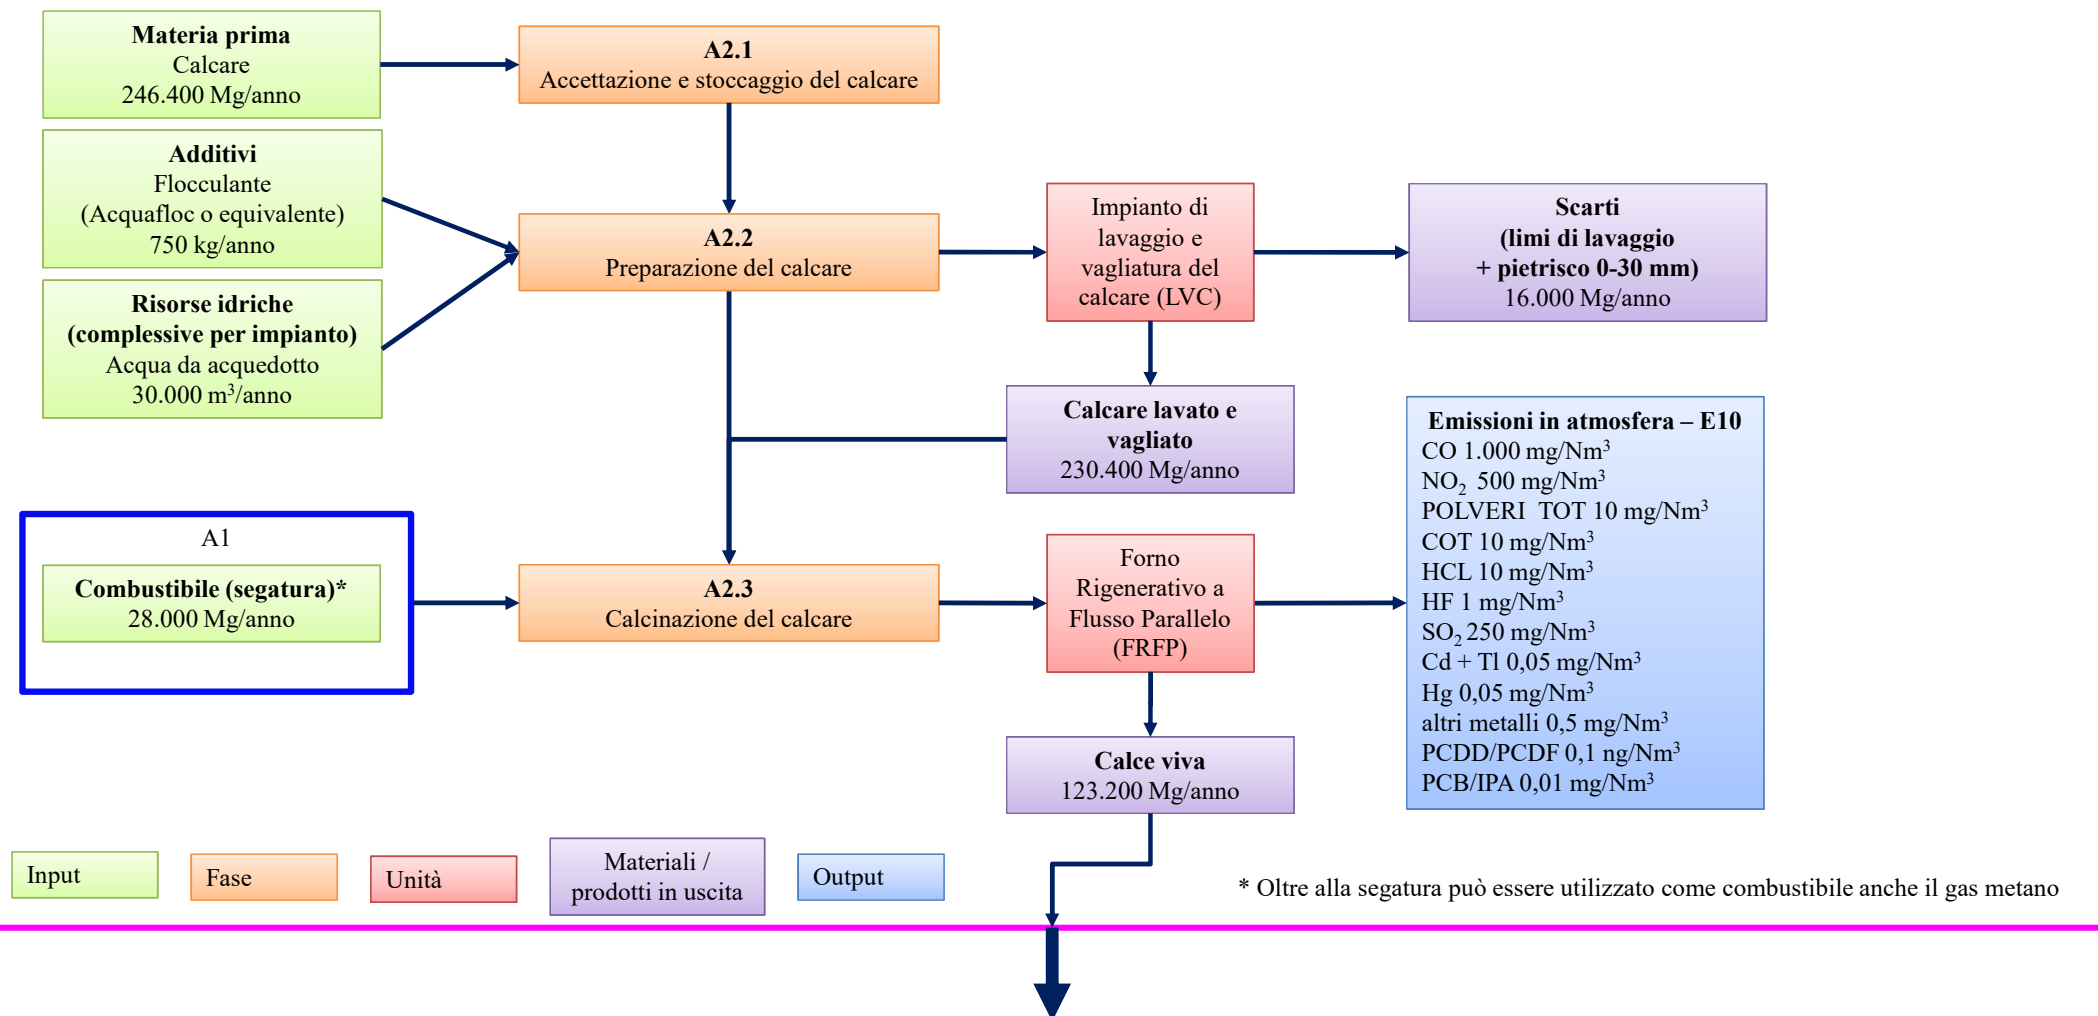 Materia prima
Calcare
246.400 Mg/anno
A2.1
Accettazione e stoccaggio del calcare
Additivi
Flocculante
(Acquafloc o equivalente)
750 kg/anno
Risorse idriche
(complessive per impianto)
Acqua da acquedotto
30.000 m³/anno
A2.2
Preparazione del calcare
Impianto di
lavaggio e
vagliatura del
calcare (LVC)
Scarti
(limi di lavaggio
+ pietrisco 0-30 mm)
16.000 Mg/anno
Calcare lavato e
vagliato
230.400 Mg/anno
A1
Combustibile (segatura)*
28.000 Mg/anno
A2.3
Calcinazione del calcare
Forno
Rigenerativo a
Flusso Parallelo
(FRFP)
Emissioni in atmosfera – E10
CO 1.000 mg/Nm³
NO₂ 500 mg/Nm³
POLVERI TOT 10 mg/Nm³
COT 10 mg/Nm³
HCL 10 mg/Nm³
HF 1 mg/Nm³
SO₂ 250 mg/Nm³
Cd + Tl 0,05 mg/Nm³
Hg 0,05 mg/Nm³
altri metalli 0,5 mg/Nm³
PCDD/PCDF 0,1 ng/Nm³
PCB/IPA 0,01 mg/Nm³
Calce viva
123.200 Mg/anno
Input
Fase
Unità
Materiali /
prodotti in uscita
Output
* Oltre alla segatura può essere utilizzato come combustibile anche il gas metano